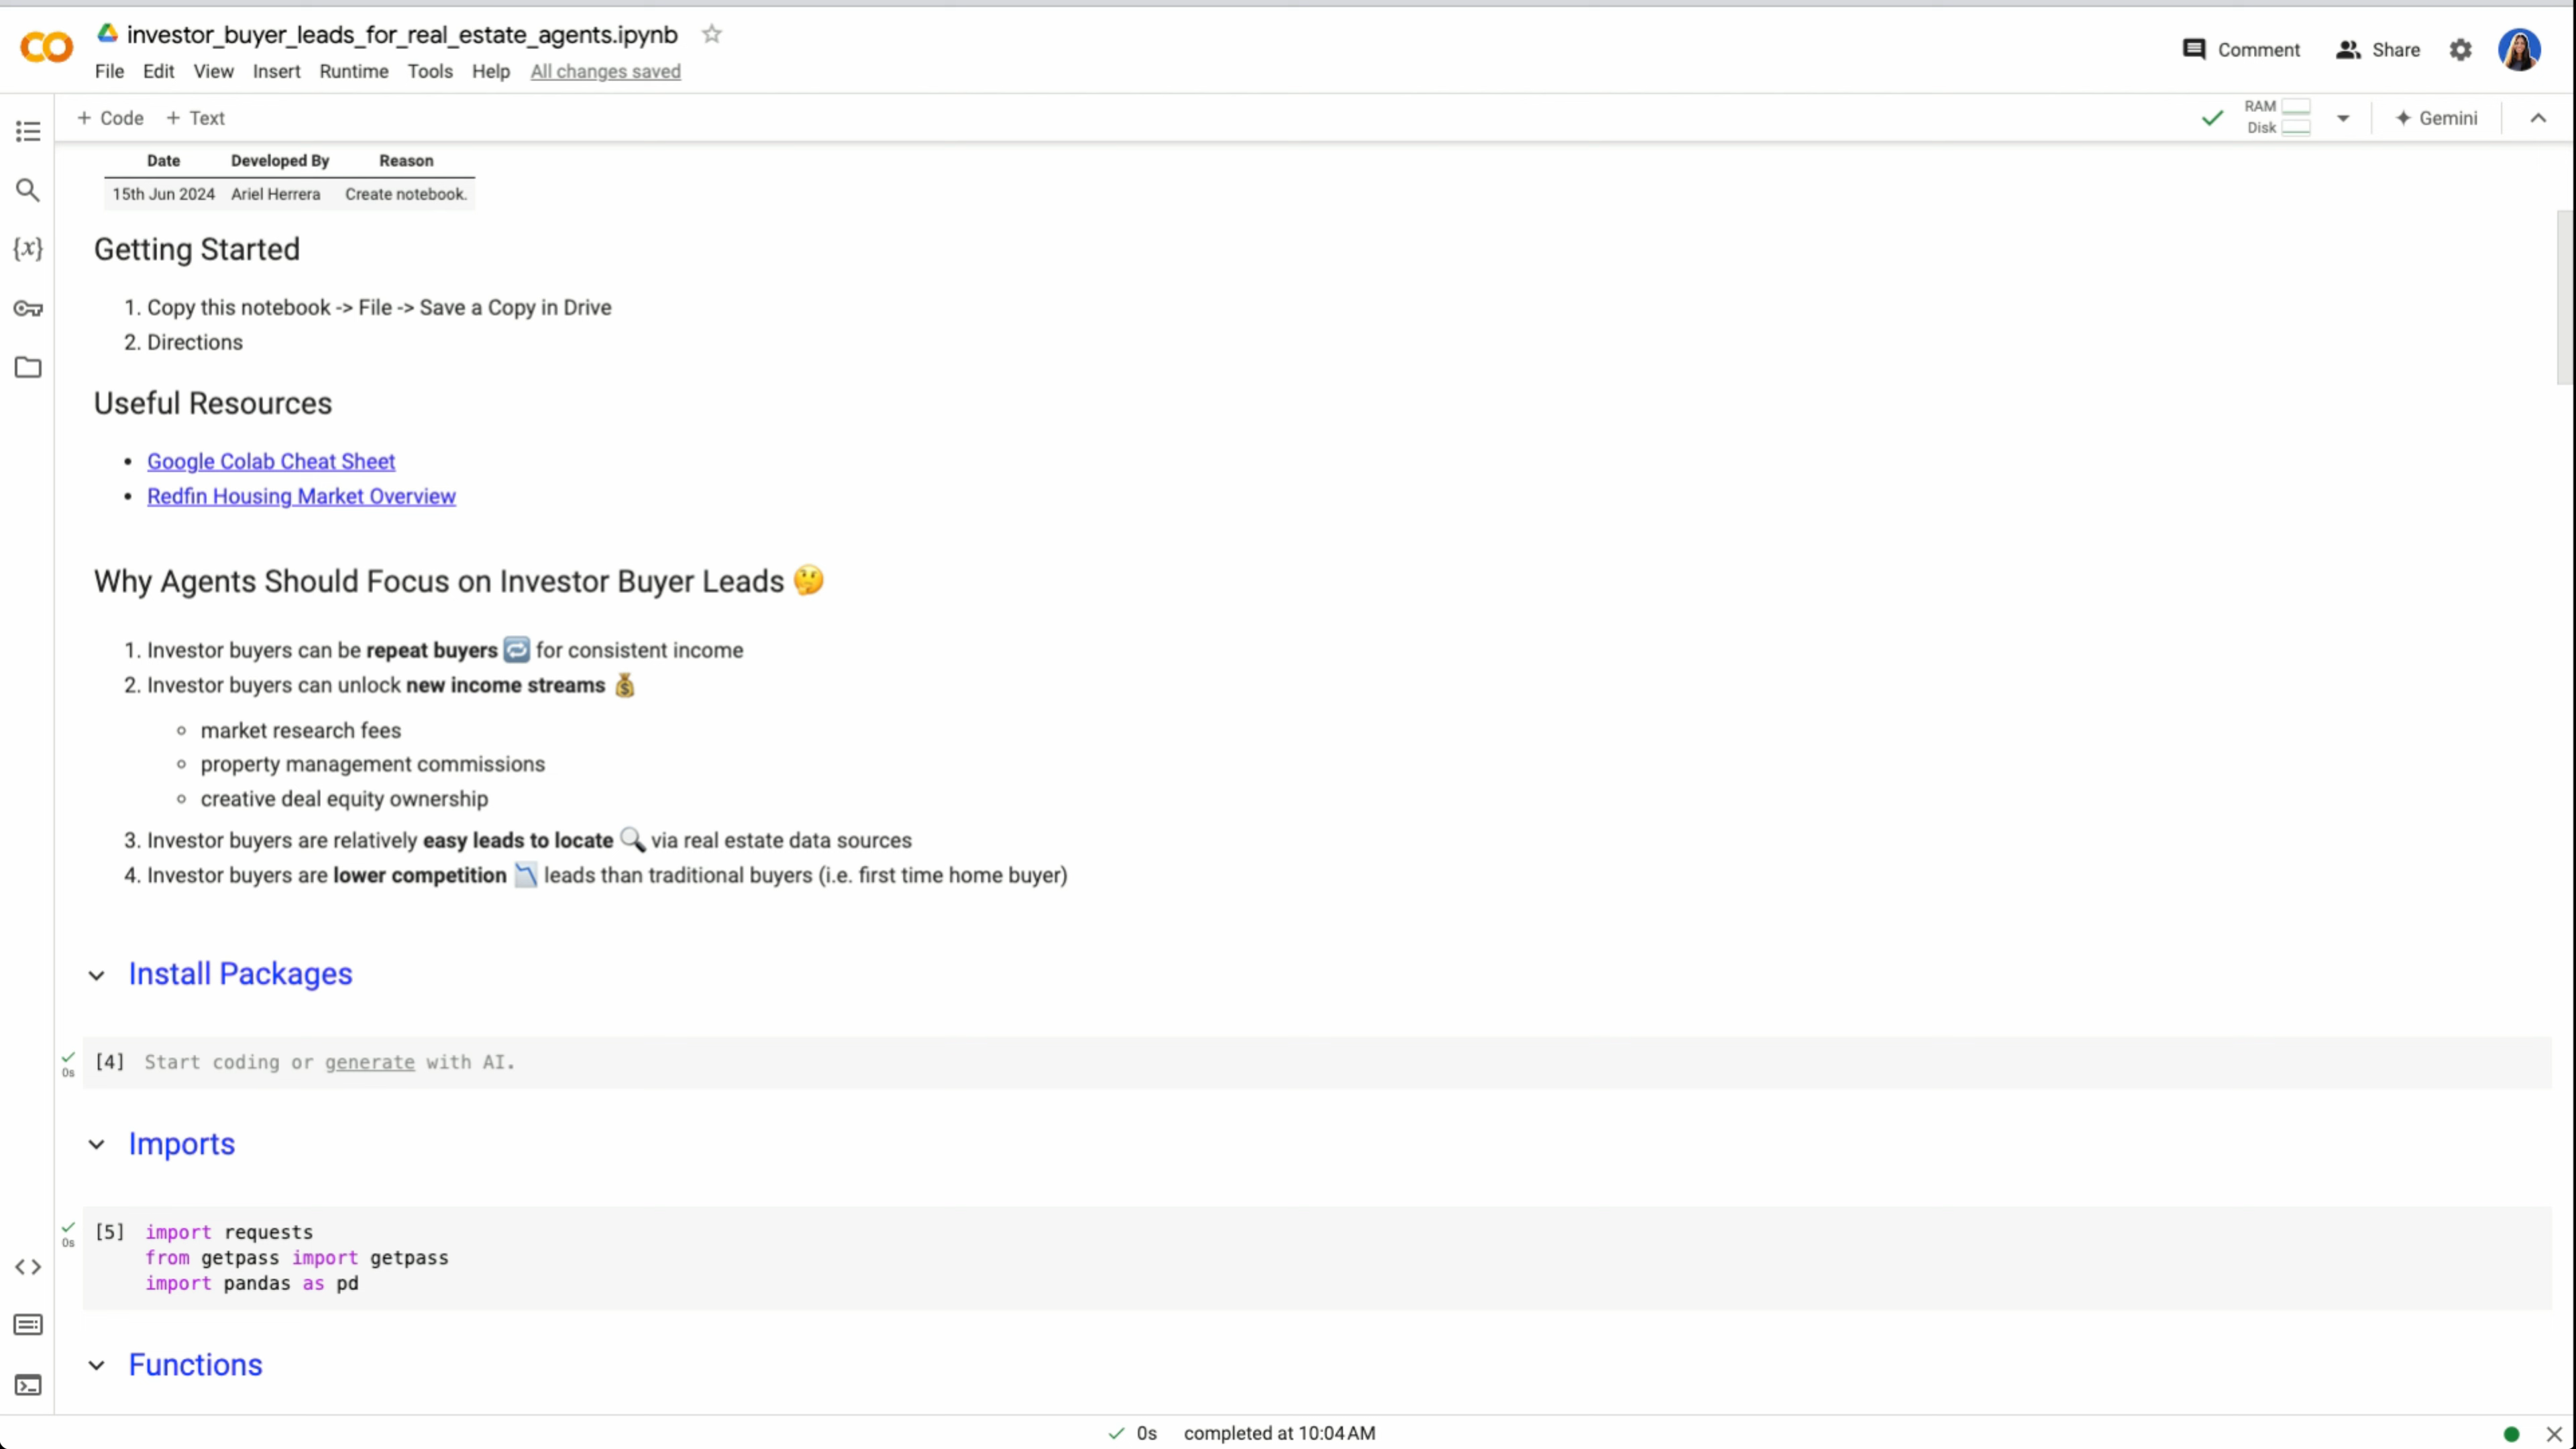 investor_buyer_leads_for_real_estate_agents.ipynb
File Edit View Insert Runtime Tools Help All changes saved
Comment Share
+ Code + Text
RAM
Disk
Gemini
Date Developed By Reason
15th Jun 2024 Ariel Herrera Create notebook.
Getting Started
1. Copy this notebook -> File -> Save a Copy in Drive
2. Directions
Useful Resources
• Google Colab Cheat Sheet
• Redfin Housing Market Overview
Why Agents Should Focus on Investor Buyer Leads 🤔
1. Investor buyers can be repeat buyers 🔁 for consistent income
2. Investor buyers can unlock new income streams 💰
◦ market research fees
◦ property management commissions
◦ creative deal equity ownership
3. Investor buyers are relatively easy leads to locate 🔍 via real estate data sources
4. Investor buyers are lower competition 📉 leads than traditional buyers (i.e. first time home buyer)
Install Packages
0s
[4] Start coding or generate with AI.
Imports
0s
[5] import requests
from getpass import getpass
import pandas as pd
Functions
0s completed at 10:04 AM